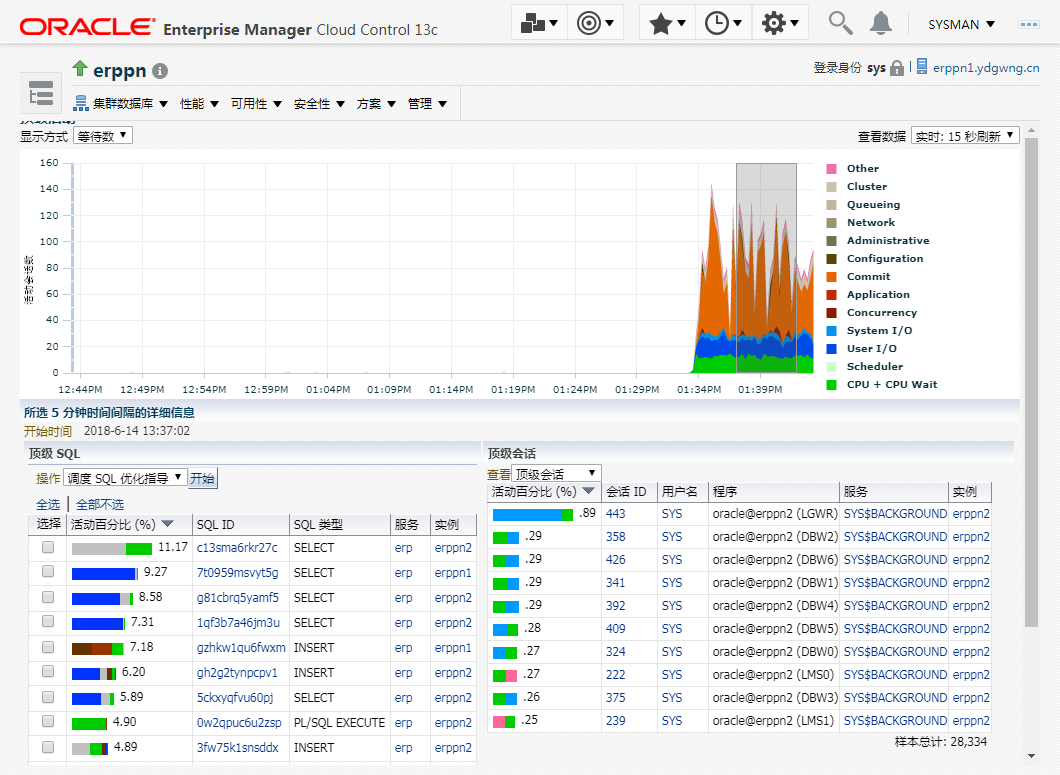 ORACLE Enterprise Manager Cloud Control 13c
SYSMAN
erppn
登录身份 sys erppn1.ydgwng.cn
集群数据库 性能 可用性 安全性 方案 管理
顶级活动
显示方式 等待数 查看数据 实时: 15 秒刷新
活动会话数
160
140
120
100
80
60
40
20
0
12:44PM 12:49PM 12:54PM 12:59PM 01:04PM 01:09PM 01:14PM 01:19PM 01:24PM 01:29PM 01:34PM 01:39PM
Other
Cluster
Queueing
Network
Administrative
Configuration
Commit
Application
Concurrency
System I/O
User I/O
Scheduler
CPU + CPU Wait
所选 5 分钟时间间隔的详细信息
开始时间 2018-6-14 13:37:02
顶级 SQL
操作 调度 SQL 优化指导 开始
全选 全部不选
选择 活动百分比 (%) SQL ID SQL 类型 服务 实例
11.17 c13sma6rkr27c SELECT erp erppn2
9.27 7t0959msvyt5g SELECT erp erppn1
8.58 g81cbrq5yamf5 SELECT erp erppn2
7.31 1qf3b7a46jm3u SELECT erp erppn2
7.18 gzhkw1qu6fwxm INSERT erp erppn1
6.20 gh2g2tynpcpv1 INSERT erp erppn2
5.89 5ckxyqfvu60pj SELECT erp erppn2
4.90 0w2qpuc6u2zsp PL/SQL EXECUTE erp erppn2
4.89 3fw75k1snsddx INSERT erp erppn2
顶级会话
查看 顶级会话
活动百分比 (%) 会话 ID 用户名 程序 服务 实例
.89 443 SYS oracle@erppn2 (LGWR) SYS$BACKGROUND erppn2
.29 358 SYS oracle@erppn2 (DBW2) SYS$BACKGROUND erppn2
.29 426 SYS oracle@erppn2 (DBW6) SYS$BACKGROUND erppn2
.29 341 SYS oracle@erppn2 (DBW1) SYS$BACKGROUND erppn2
.29 392 SYS oracle@erppn2 (DBW4) SYS$BACKGROUND erppn2
.28 409 SYS oracle@erppn2 (DBW5) SYS$BACKGROUND erppn2
.27 324 SYS oracle@erppn2 (DBW0) SYS$BACKGROUND erppn2
.27 222 SYS oracle@erppn2 (LMS0) SYS$BACKGROUND erppn2
.26 375 SYS oracle@erppn2 (DBW3) SYS$BACKGROUND erppn2
.25 239 SYS oracle@erppn2 (LMS1) SYS$BACKGROUND erppn2
样本总计: 28,334